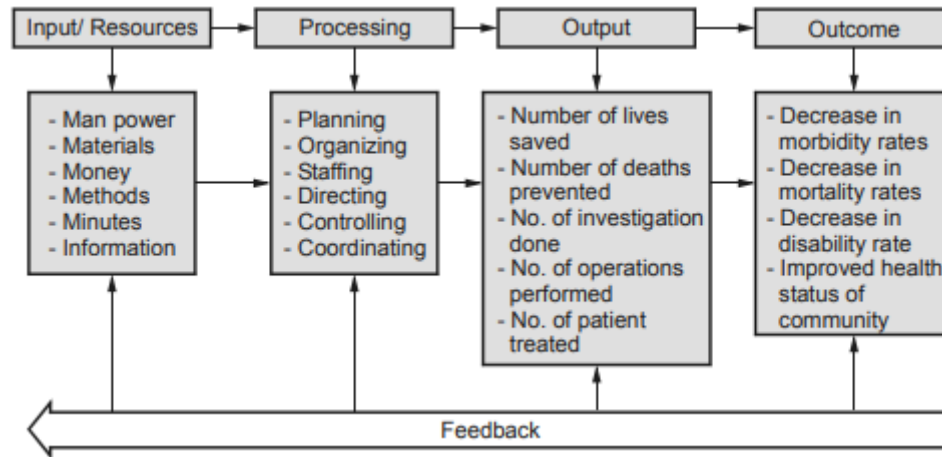 Input/ Resources
Processing
Output
Outcome
- Man power
- Materials
- Money
- Methods
- Minutes
- Information
- Planning
- Organizing
- Staffing
- Directing
- Controlling
- Coordinating
- Number of lives
saved
- Number of deaths
prevented
- No. of investigation
done
- No. of operations
performed
- No. of patient
treated
- Decrease in
morbidity rates
- Decrease in
mortality rates
- Decrease in
disability rate
- Improved health
status of
community
Feedback